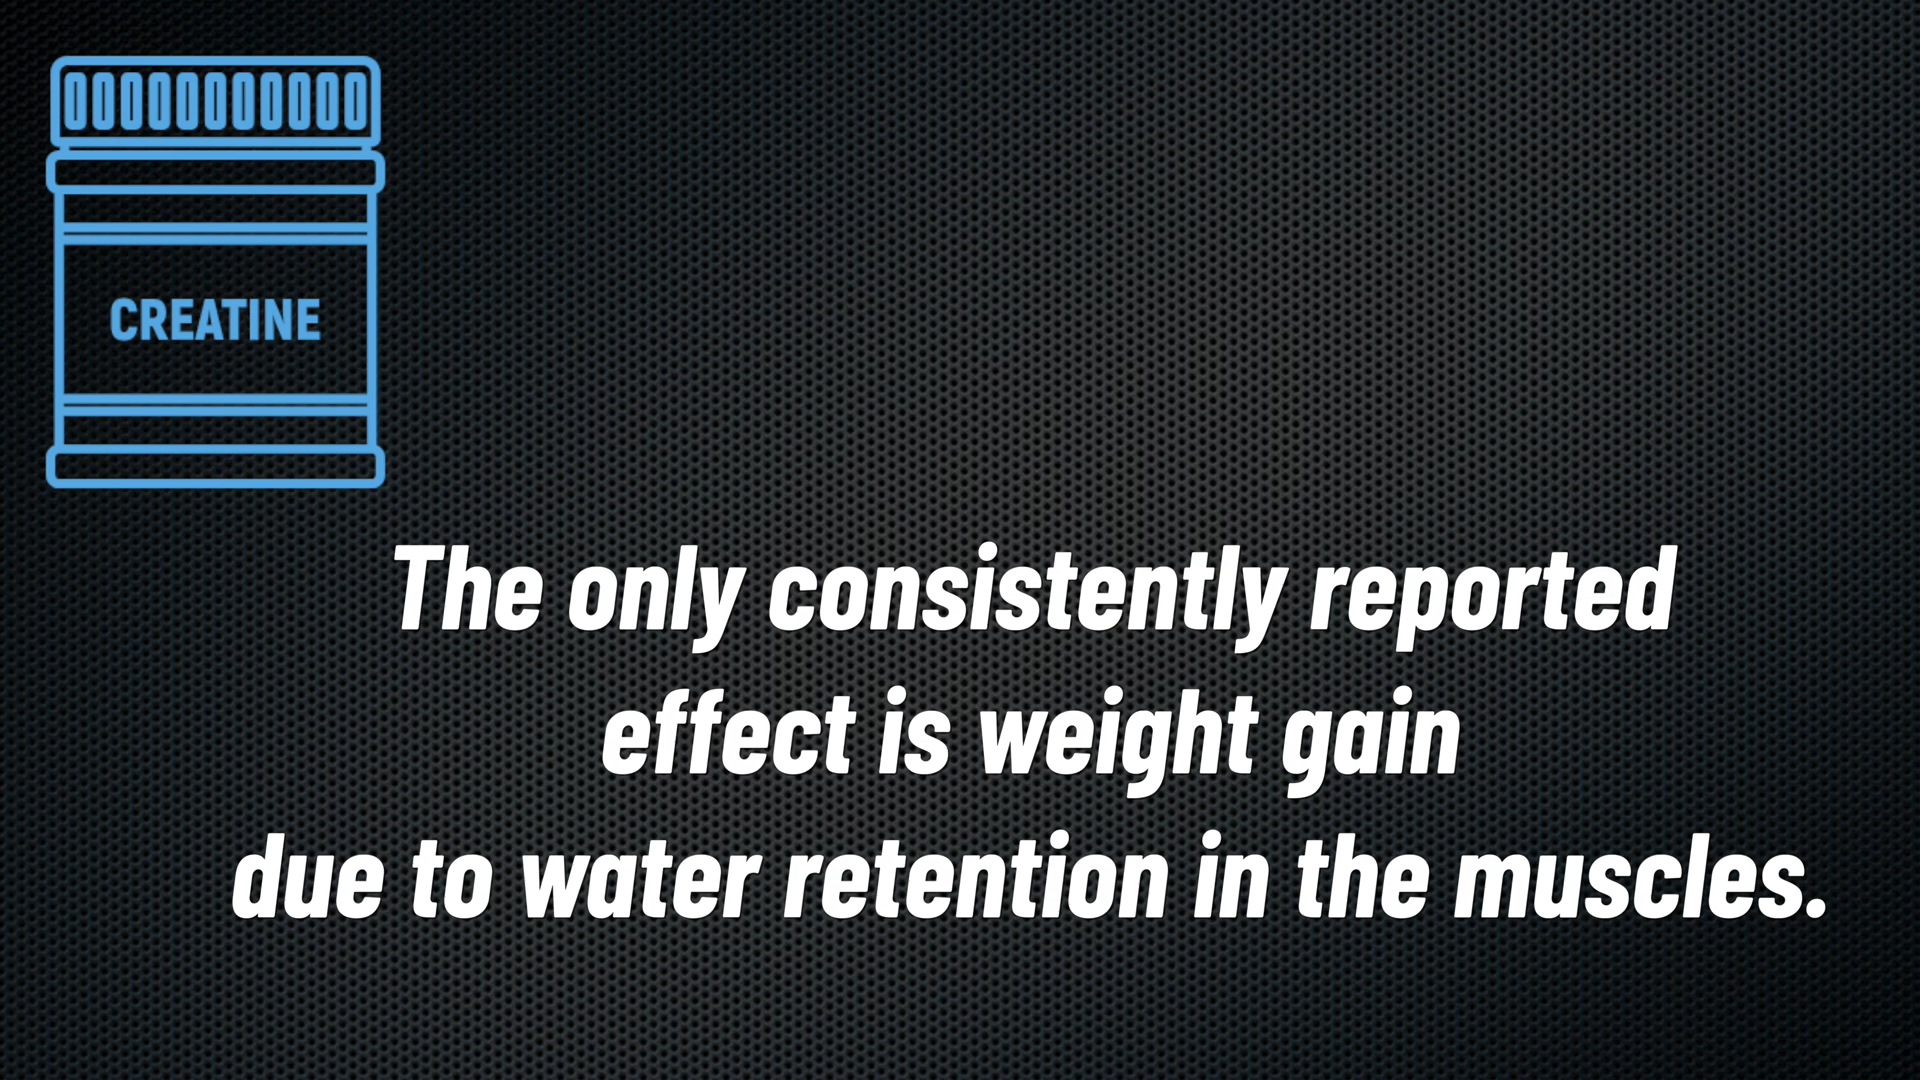 CREATINE
The only consistently reported
effect is weight gain
due to water retention in the muscles.